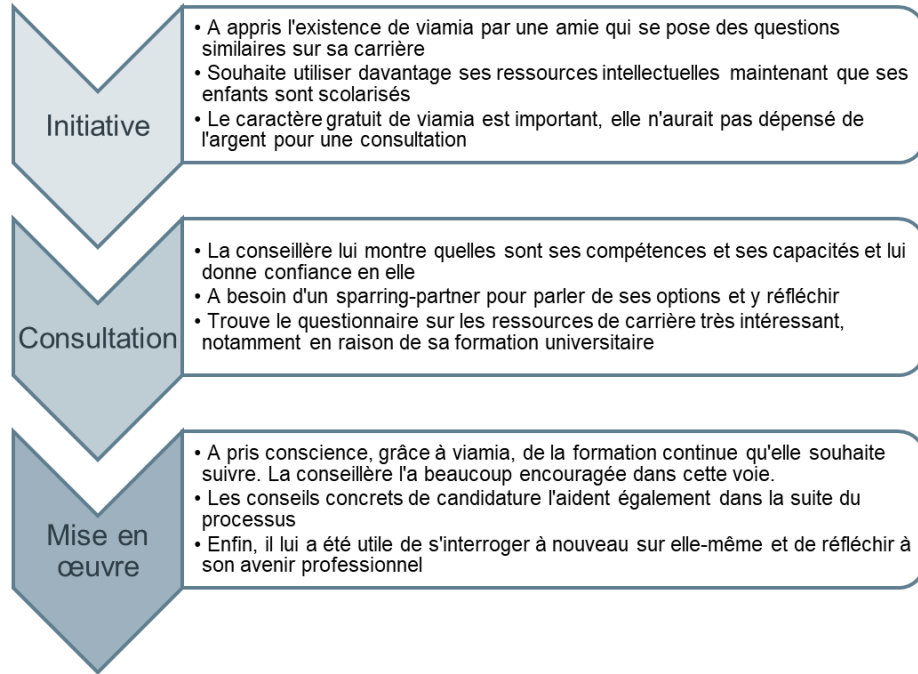 Initiative
• A appris l'existence de viamia par une amie qui se pose des questions
similaires sur sa carrière
• Souhaite utiliser davantage ses ressources intellectuelles maintenant que ses
enfants sont scolarisés
• Le caractère gratuit de viamia est important, elle n'aurait pas dépensé de
l'argent pour une consultation
Consultation
• La conseillère lui montre quelles sont ses compétences et ses capacités et lui
donne confiance en elle
• A besoin d'un sparring-partner pour parler de ses options et y réfléchir
• Trouve le questionnaire sur les ressources de carrière très intéressant,
notamment en raison de sa formation universitaire
Mise en
œuvre
• A pris conscience, grâce à viamia, de la formation continue qu'elle souhaite
suivre. La conseillère l'a beaucoup encouragée dans cette voie.
• Les conseils concrets de candidature l'aident également dans la suite du
processus
• Enfin, il lui a été utile de s'interroger à nouveau sur elle-même et de réfléchir à
son avenir professionnel